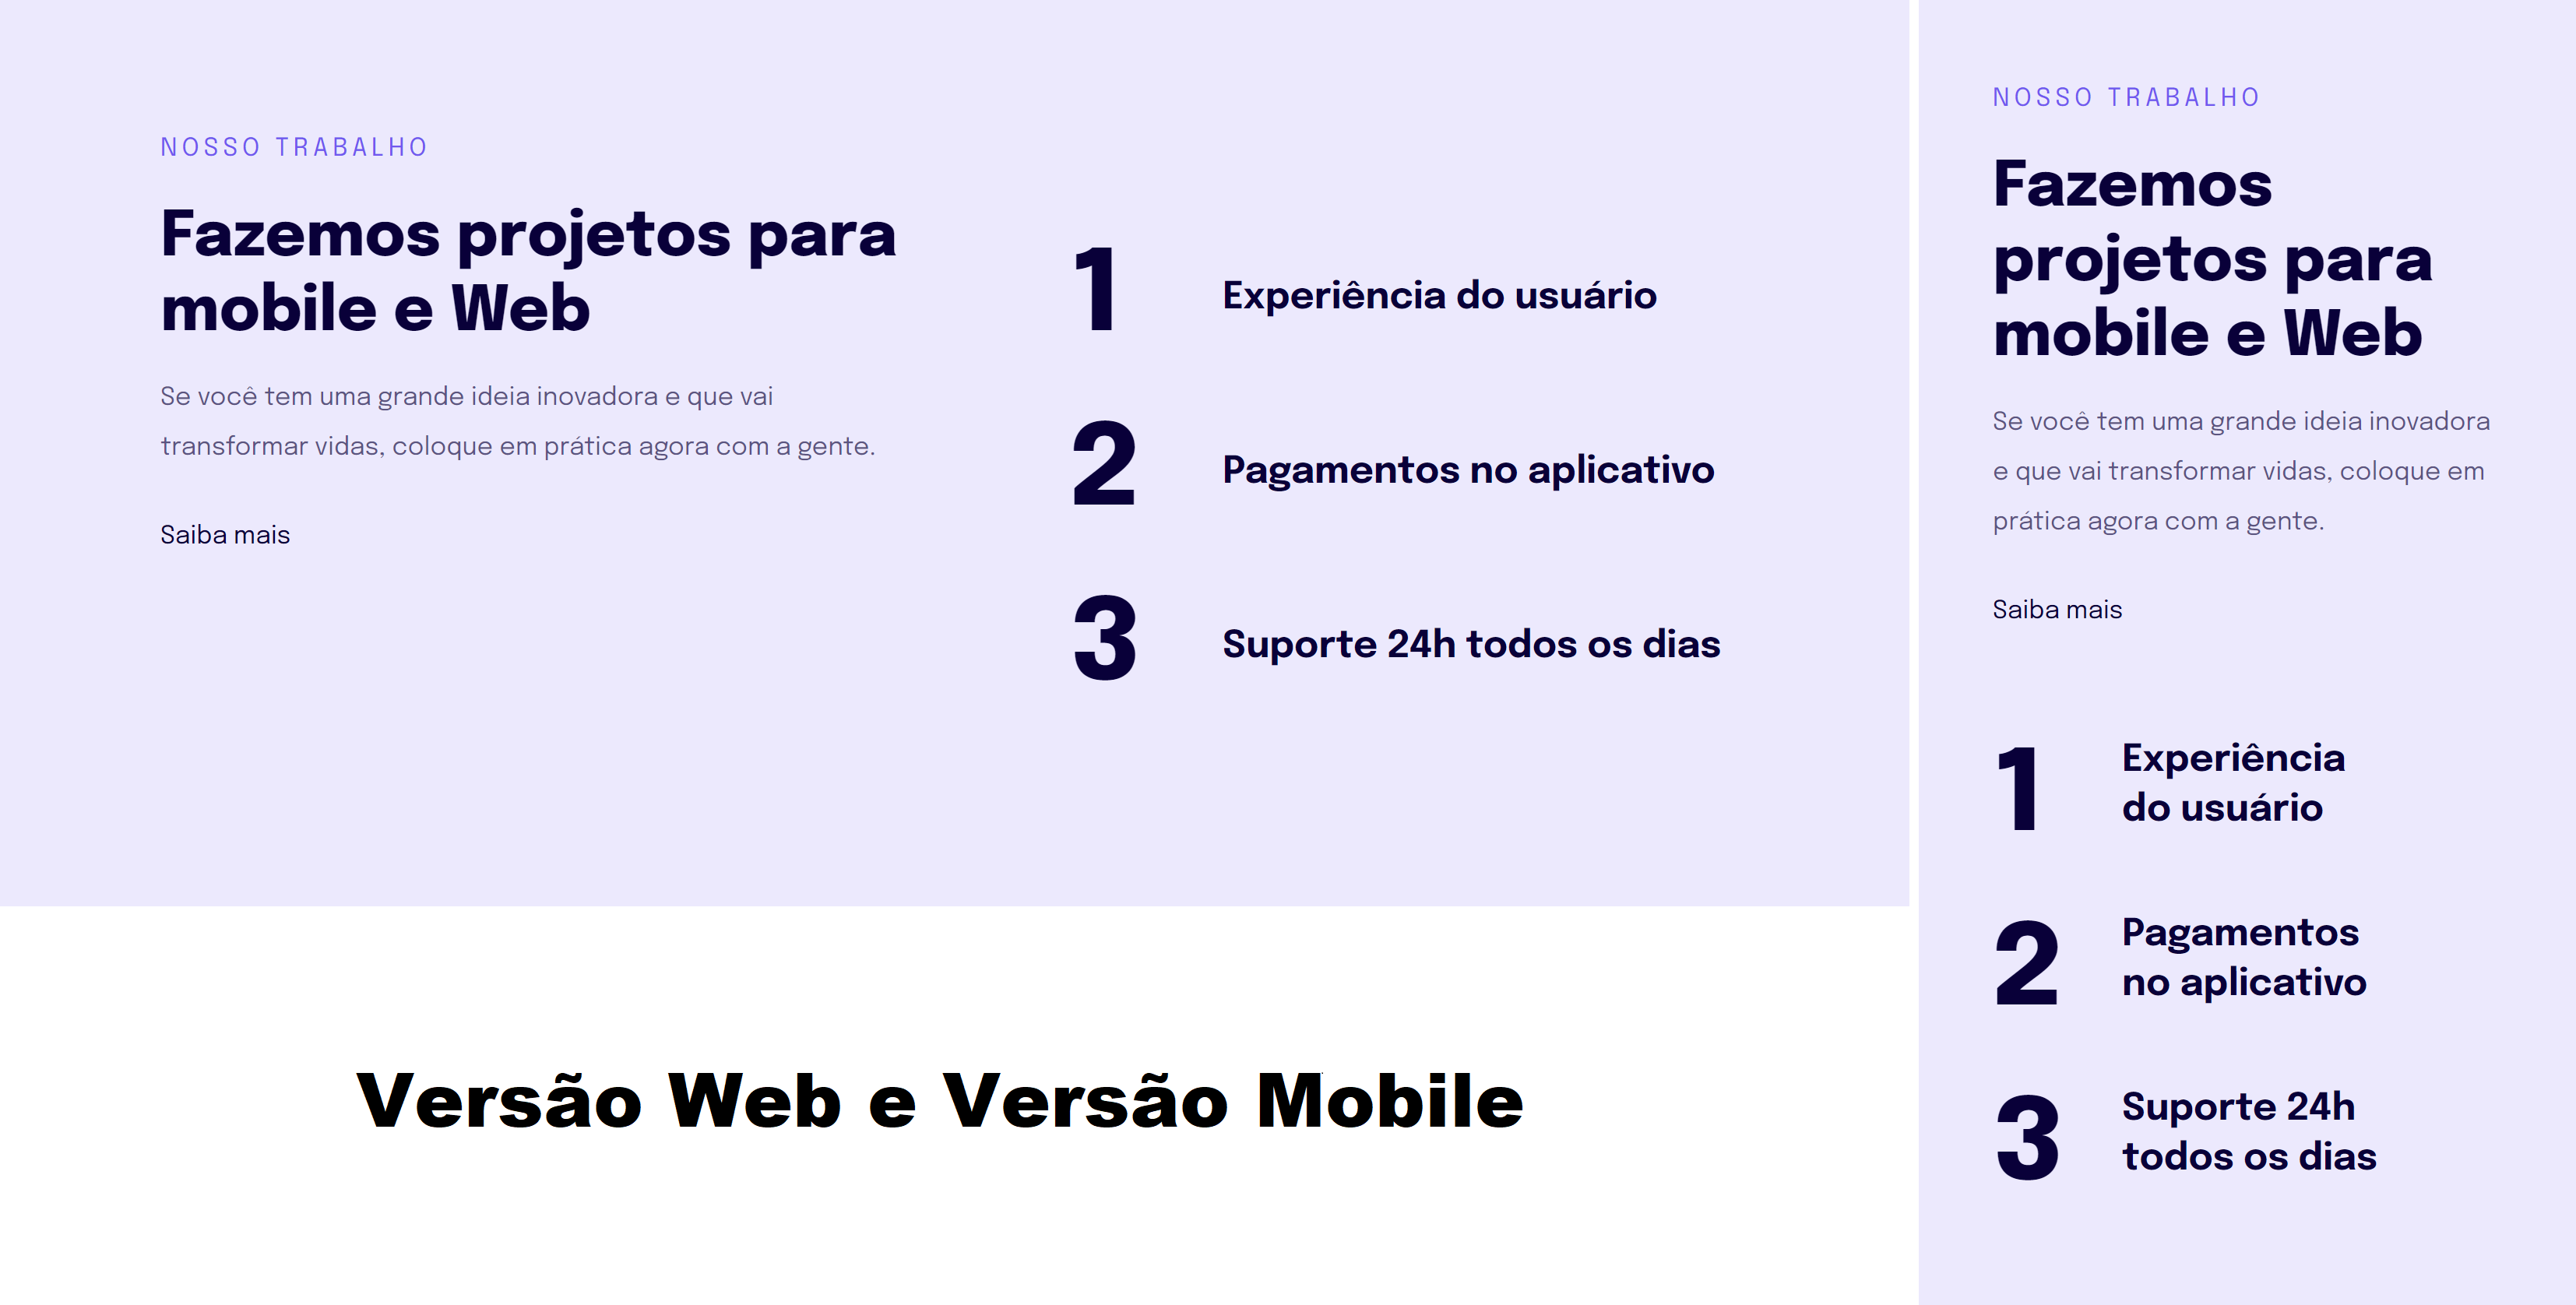 NOSSO TRABALHO
Fazemos projetos para
mobile e Web
Se você tem uma grande ideia inovadora e que vai
transformar vidas, coloque em prática agora com a gente.
Saiba mais
1 Experiência do usuário
2 Pagamentos no aplicativo
3 Suporte 24h todos os dias
Versão Web e Versão Mobile
NOSSO TRABALHO
Fazemos
projetos para
mobile e Web
Se você tem uma grande ideia inovadora
e que vai transformar vidas, coloque em
prática agora com a gente.
Saiba mais
1
Experiência
do usuário
2
Pagamentos
no aplicativo
3
Suporte 24h
todos os dias